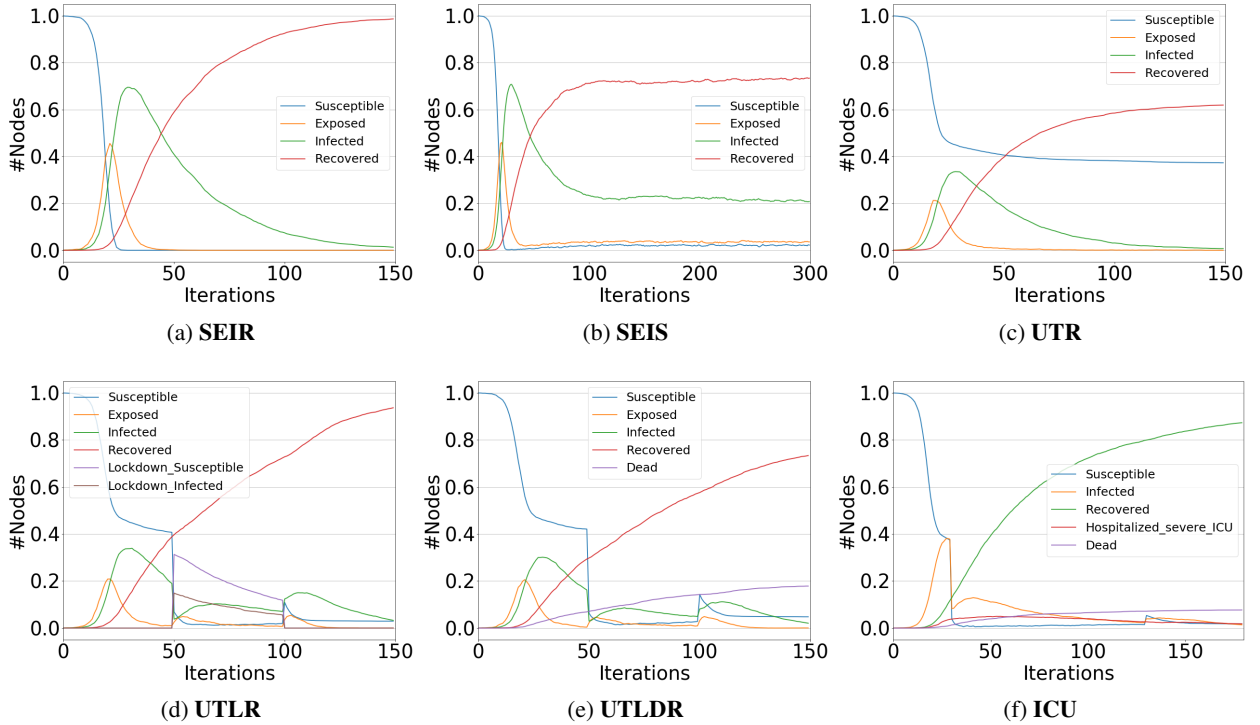 1.0
0.8
0.6
0.4
0.2
0.0
#Nodes
Susceptible
Exposed
Infected
Recovered
0 50 100 150
Iterations
(a) SEIR
1.0
0.8
0.6
0.4
0.2
0.0
#Nodes
Susceptible
Exposed
Infected
Recovered
0 100 200 300
Iterations
(b) SEIS
1.0
0.8
0.6
0.4
0.2
0.0
#Nodes
Susceptible
Exposed
Infected
Recovered
0 50 100 150
Iterations
(c) UTR
1.0
0.8
0.6
0.4
0.2
0.0
#Nodes
Susceptible
Exposed
Infected
Recovered
Lockdown_Susceptible
Lockdown_Infected
0 50 100 150
Iterations
(d) UTLR
1.0
0.8
0.6
0.4
0.2
0.0
#Nodes
Susceptible
Exposed
Infected
Recovered
Dead
0 50 100 150
Iterations
(e) UTLDR
1.0
0.8
0.6
0.4
0.2
0.0
#Nodes
Susceptible
Infected
Recovered
Hospitalized_severe_ICU
Dead
0 50 100 150
Iterations
(f) ICU